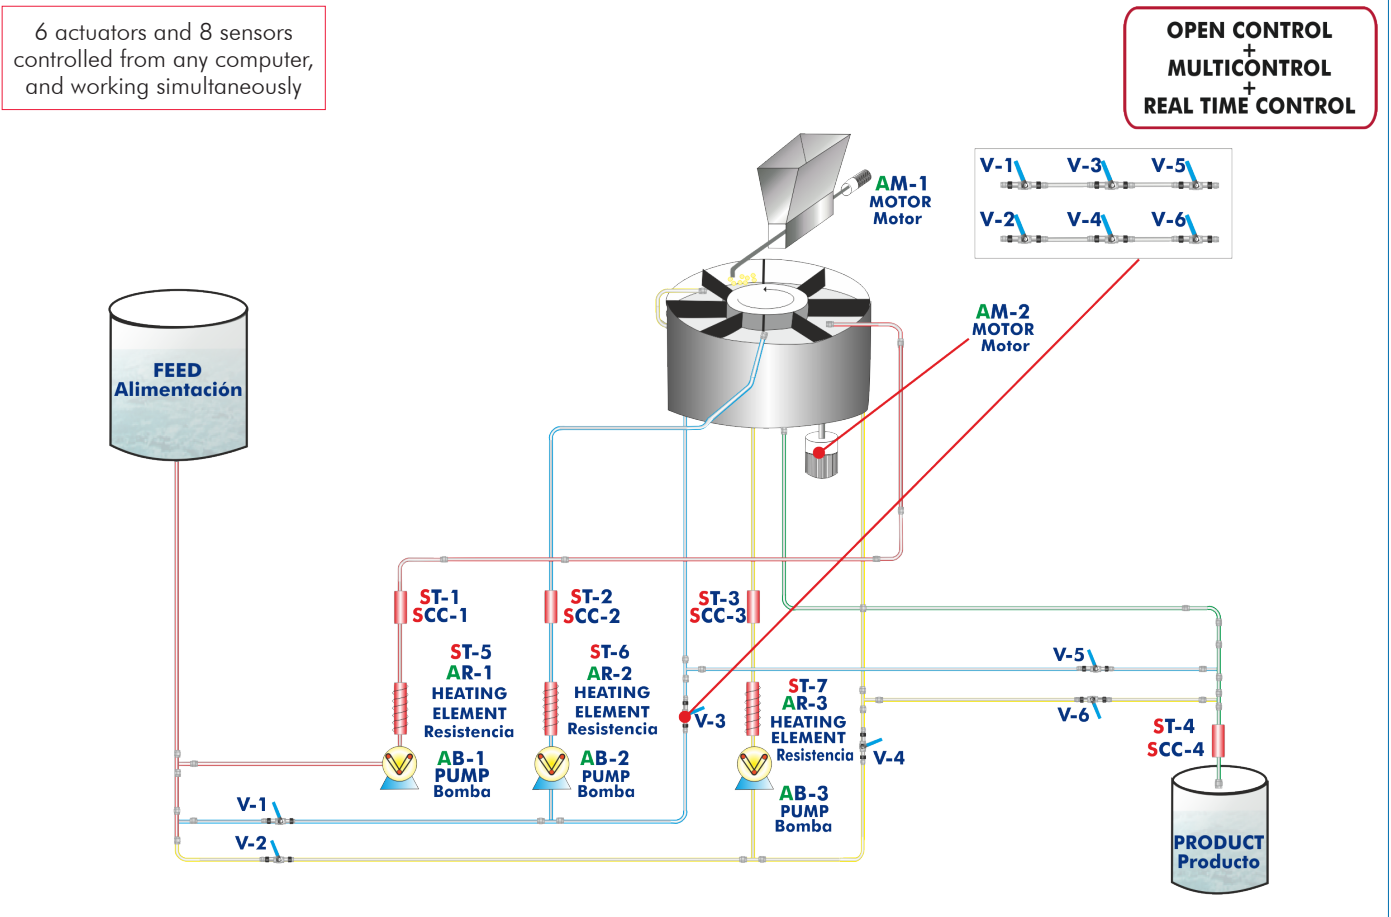 6 actuators and 8 sensors
controlled from any computer,
and working simultaneously
OPEN CONTROL
+
MULTICONTROL
+
REAL TIME CONTROL
V-1
V-3
V-5
V-2
V-4
V-6
AM-1
MOTOR
Motor
AM-2
MOTOR
Motor
FEED
Alimentación
ST-1
SCC-1
ST-2
SCC-2
ST-3
SCC-3
ST-5
AR-1
HEATING
ELEMENT
Resistencia
ST-6
AR-2
HEATING
ELEMENT
Resistencia
ST-7
AR-3
HEATING
ELEMENT
Resistencia
V-3
V-4
V-5
V-6
ST-4
SCC-4
AB-1
PUMP
Bomba
AB-2
PUMP
Bomba
AB-3
PUMP
Bomba
V-1
V-2
PRODUCT
Producto